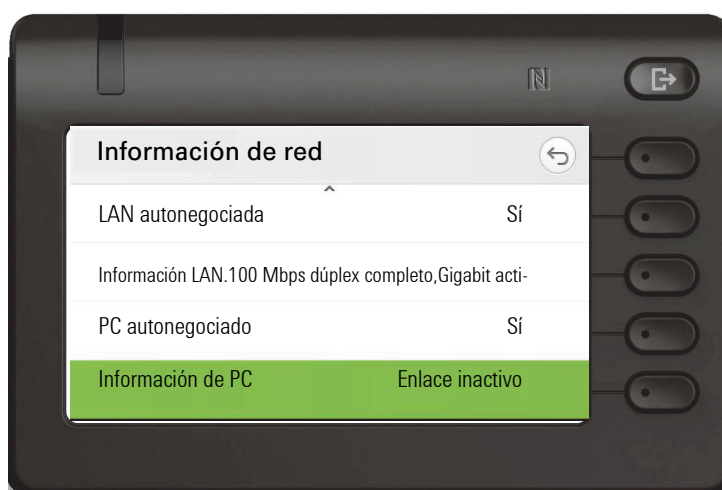 Información de red
LAN autonegociada Sí
Información LAN.100 Mbps dúplex completo,Gigabit acti-
PC autonegociado Sí
Información de PC Enlace inactivo